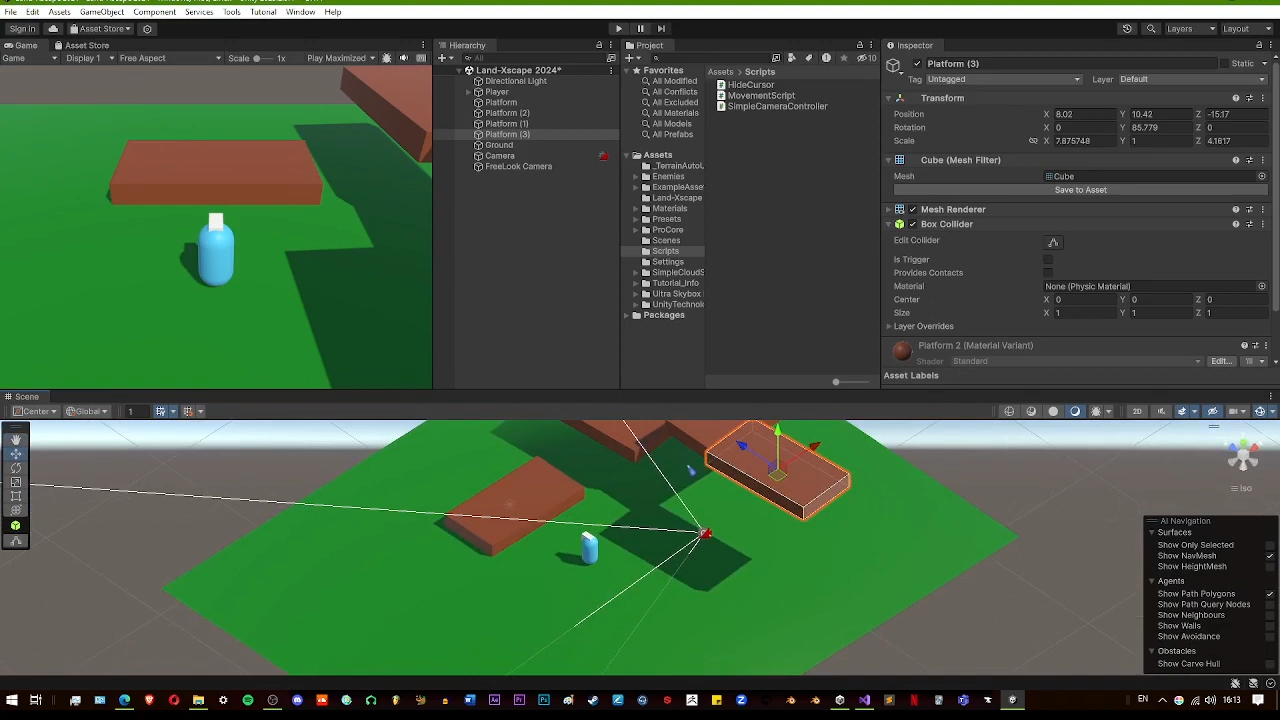 File Edit Assets GameObject Component Services Tools Tutorial Window Help
Sign in Asset Store Layers Layout
Game Asset Store
Game Display 1 Free Aspect Scale 1x Play Maximized
Hierarchy
All
Land-Xscape 2024*
Directional Light
Player
Platform
Platform (2)
Platform (1)
Platform (3)
Ground
Camera
FreeLook Camera
Project
10
Favorites
All Modified
All Conflicts
All Excluded
All Materials
All Models
All Prefabs
Assets
_TerrainAutoU
Enemies
ExampleAsset
Land-Xscape
Materials
Presets
ProCore
Scenes
Scripts
Settings
SimpleCloudS
Tutorial_Info
Ultra Skybox
UnityTechnolo
Packages
Assets Scripts
HideCursor
MovementScript
SimpleCameraController
Inspector
Platform (3) Static
Tag Untagged Layer Default
Transform
Position X 8.02 Y 10.42 Z -15.17
Rotation X 0 Y 85.779 Z 0
Scale X 7.875748 Y 1 Z 4.1817
Cube (Mesh Filter)
Mesh Cube
Save to Asset
Mesh Renderer
Box Collider
Edit Collider
Is Trigger
Provides Contacts
Material None (Physic Material)
Center X 0 Y 0 Z 0
Size X 1 Y 1 Z 1
Layer Overrides
Platform 2 (Material Variant)
Shader Standard Edit...
Asset Labels
Scene
Center Global 1 2D
Iso
AI Navigation
Surfaces
Show Only Selected
Show NavMesh
Show HeightMesh
Agents
Show Path Polygons
Show Path Query Nodes
Show Neighbours
Show Walls
Show Avoidance
Obstacles
Show Carve Hull
EN 16:13